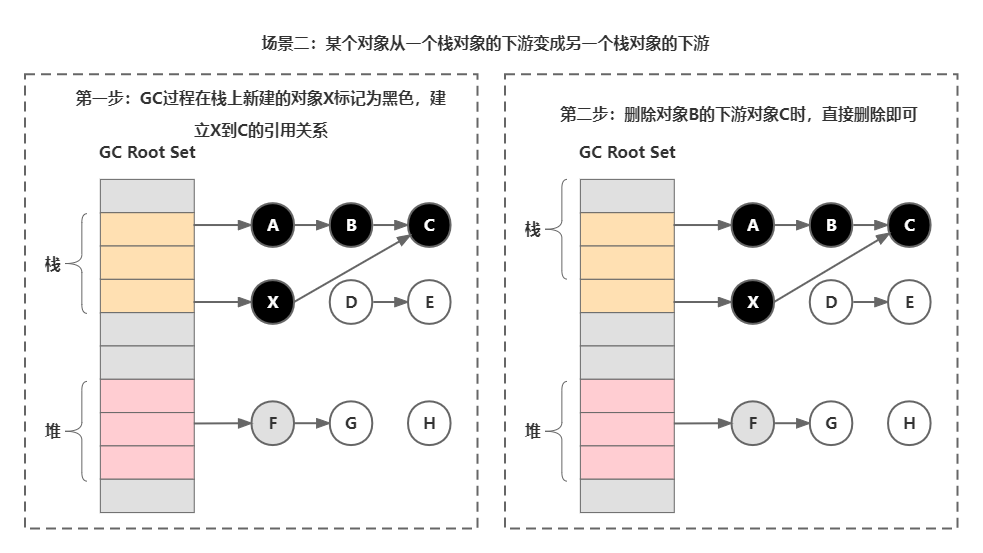 场景二：某个对象从一个栈对象的下游变成另一个栈对象的下游
第一步：GC过程在栈上新建的对象X标记为黑色，建
立X到C的引用关系
GC Root Set
栈
A
B
C
X
D
E
堆
F
G
H
第二步：删除对象B的下游对象C时，直接删除即可
GC Root Set
栈
A
B
C
X
D
E
堆
F
G
H